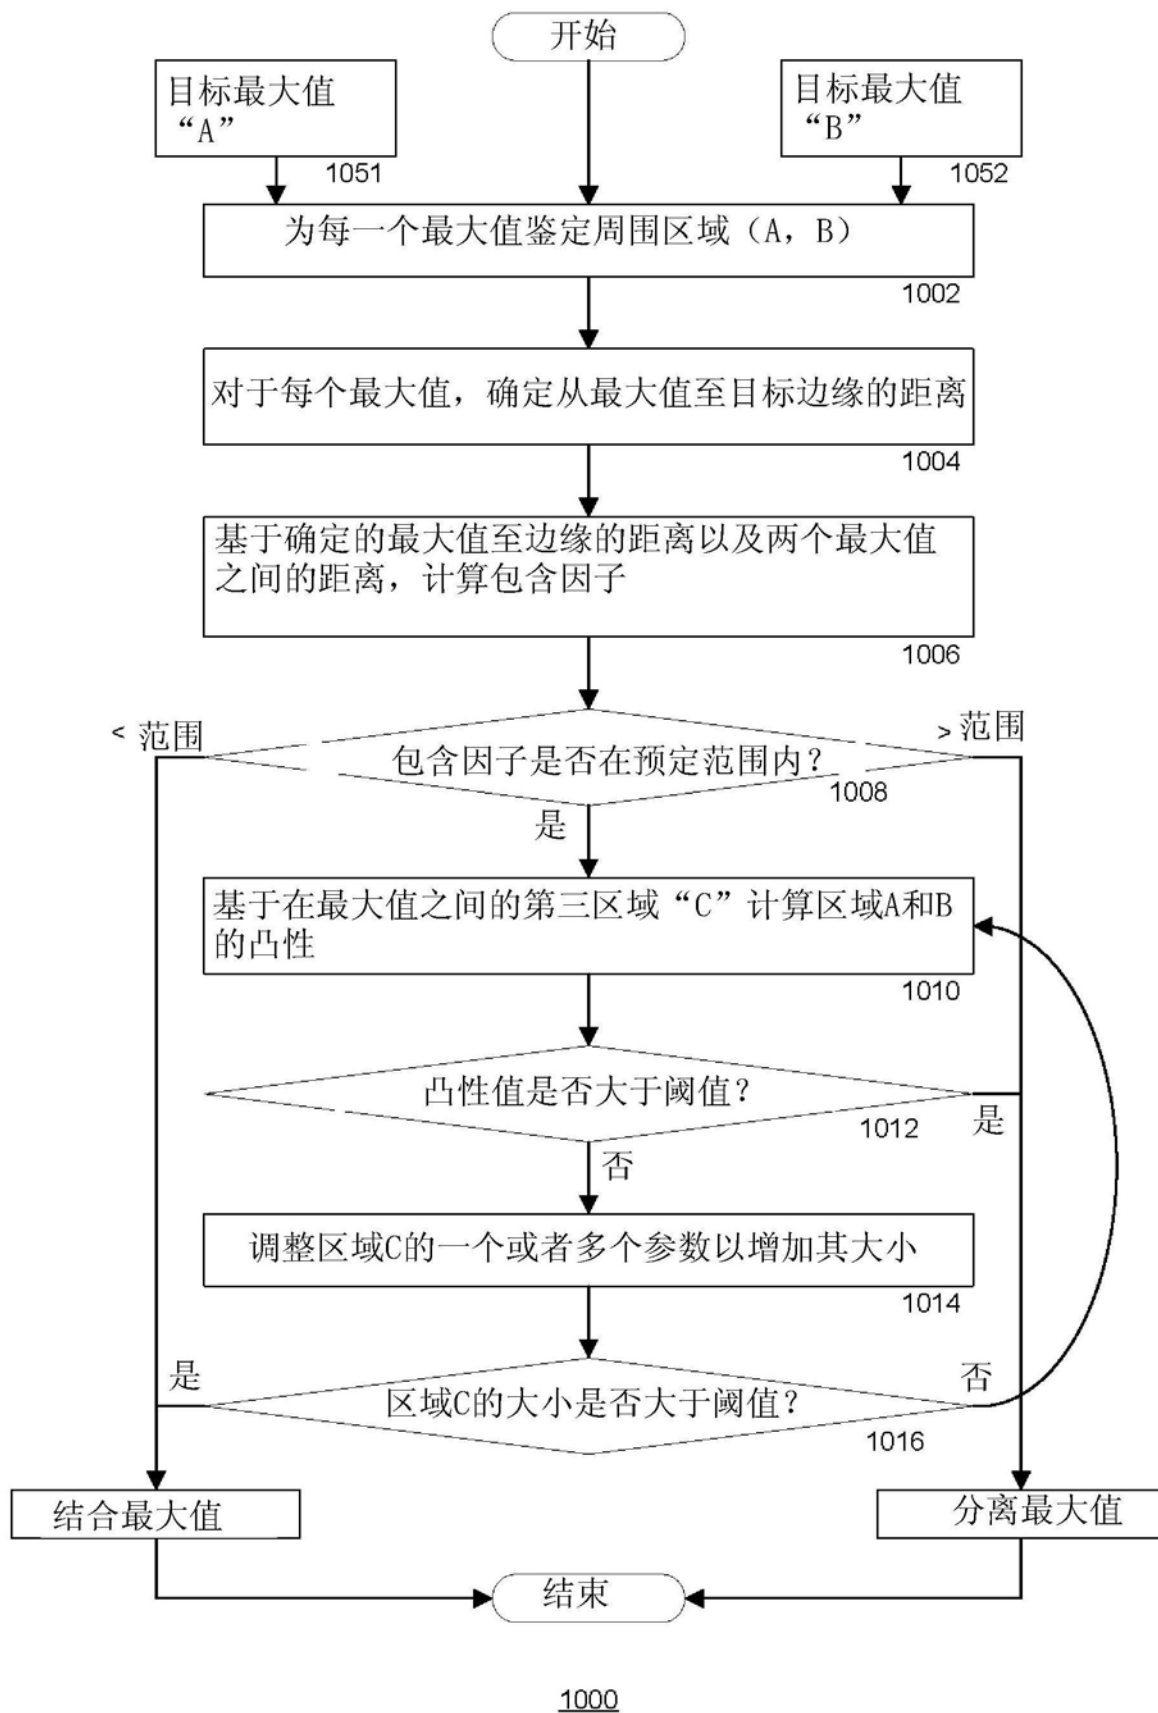 开始
目标最大值
“A”
1051
目标最大值
“B”
1052
为每一个最大值鉴定周围区域（A，B）
1002
对于每个最大值，确定从最大值至目标边缘的距离
1004
基于确定的最大值至边缘的距离以及两个最大值
之间的距离，计算包含因子
1006
< 范围
> 范围
包含因子是否在预定范围内？
1008
是
基于在最大值之间的第三区域“C”计算区域A和B
的凸性
1010
凸性值是否大于阈值？
1012
是
否
调整区域C的一个或者多个参数以增加其大小
1014
是
否
区域C的大小是否大于阈值？
1016
结合最大值
分离最大值
结束
1000